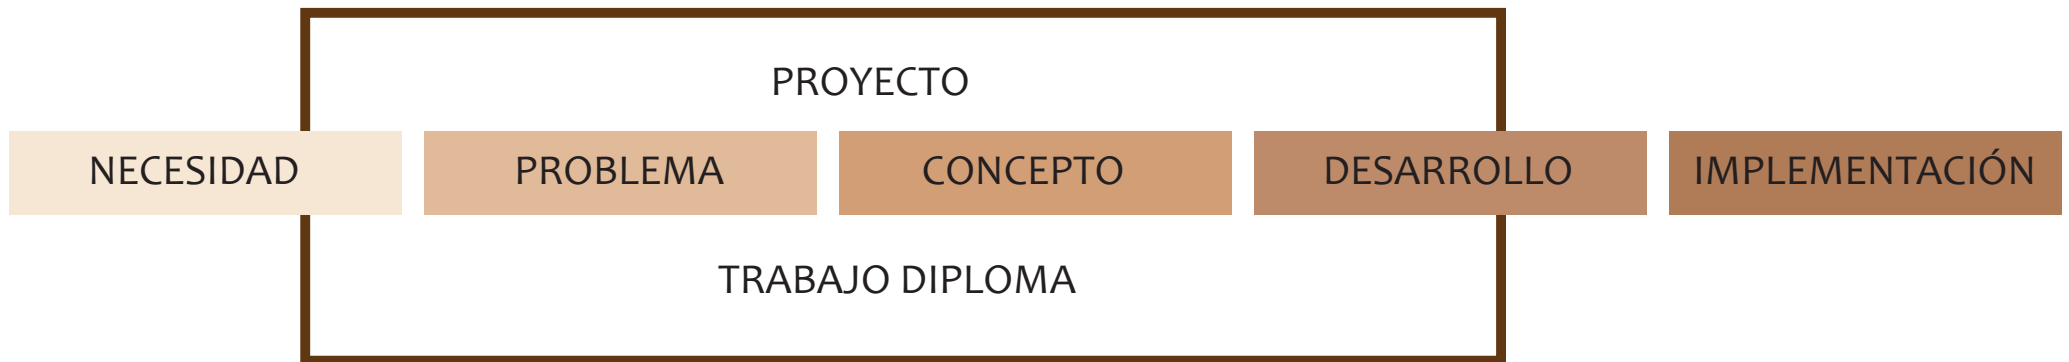 PROYECTO
NECESIDAD PROBLEMA CONCEPTO DESARROLLO IMPLEMENTACIÓN
TRABAJO DIPLOMA